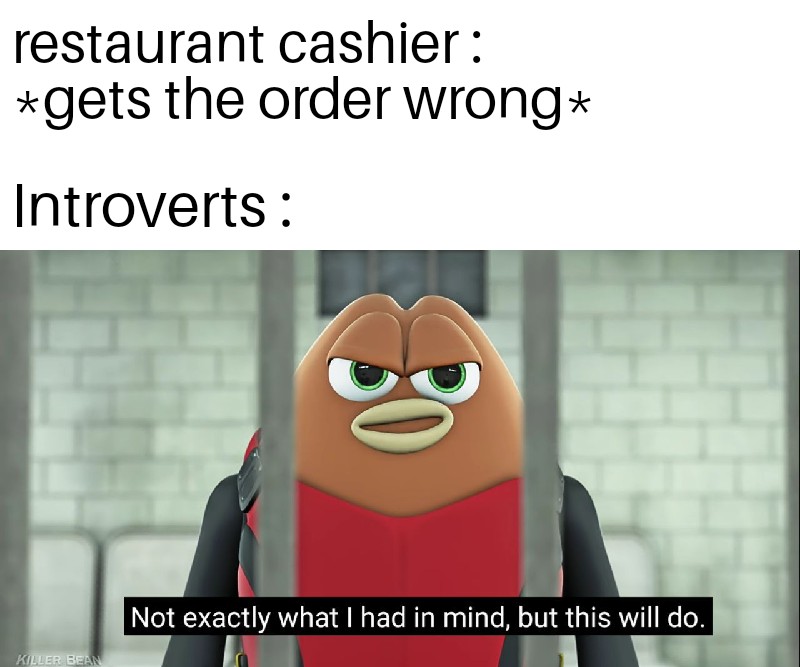 restaurant cashier :
*gets the order wrong*
Introverts :
Not exactly what I had in mind, but this will do.
KILLER BEAN